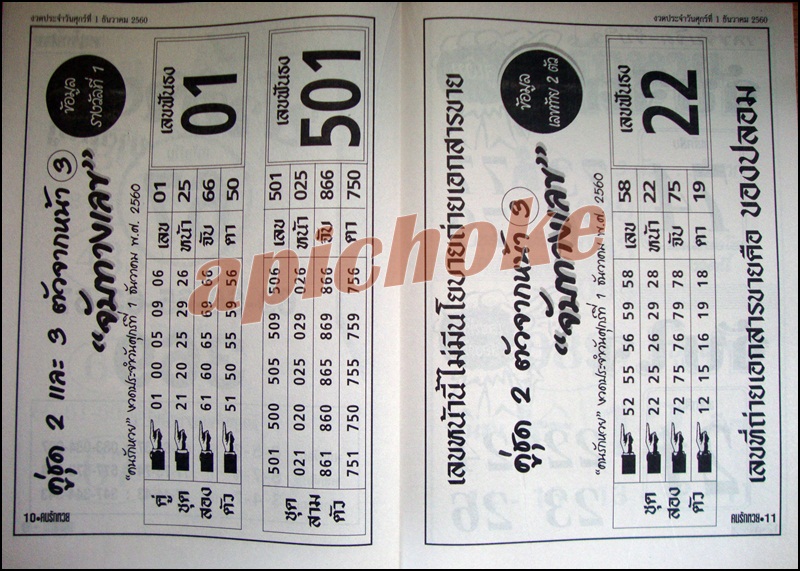 งวดประจำวันศุกร์ที่ 1 ธันวาคม 2560
ข้อมูล
รางวัลที่ 1
คู่ชุด 2 และ 3 ตัวจากหน้า 3
"จับทางเลข"
"คนรักหวย" งวดประจำวันศุกร์ที่ 1 ธันวาคม พ.ศ. 2560
เลขฟันธง
01
คู่ 01 00 05 09 06 เลข 01
ชุด 21 20 25 29 26 หน้า 25
สอง 61 60 65 69 66 จับ 66
ตัว 51 50 55 59 56 ตา 50
เลขฟันธง
501
501 500 505 509 506 เลข 501
ชุด 021 020 025 029 026 หน้า 025
สาม 861 860 865 869 866 จับ 866
ตัว 751 750 755 759 756 ตา 750
10•คนรักหวย
apichoke
งวดประจำวันศุกร์ที่ 1 ธันวาคม 2560
เลขหน้านี้ไม่มีนโยบายถ่ายเอกสารขาย
ข้อมูล
เลขท้าย 2 ตัว
คู่ชุด 2 ตัวจากหน้า 3
"จับทางเลข"
"คนรักหวย" งวดประจำวันศุกร์ที่ 1 ธันวาคม พ.ศ. 2560
เลขฟันธง
22
52 55 56 59 58 เลข 58
ชุด 22 25 26 29 28 หน้า 22
สอง 72 75 76 79 78 จับ 75
ตัว 12 15 16 19 18 ตา 19
เลขที่ถ่ายเอกสารขายคือ ของปลอม
คนรักหวย•11